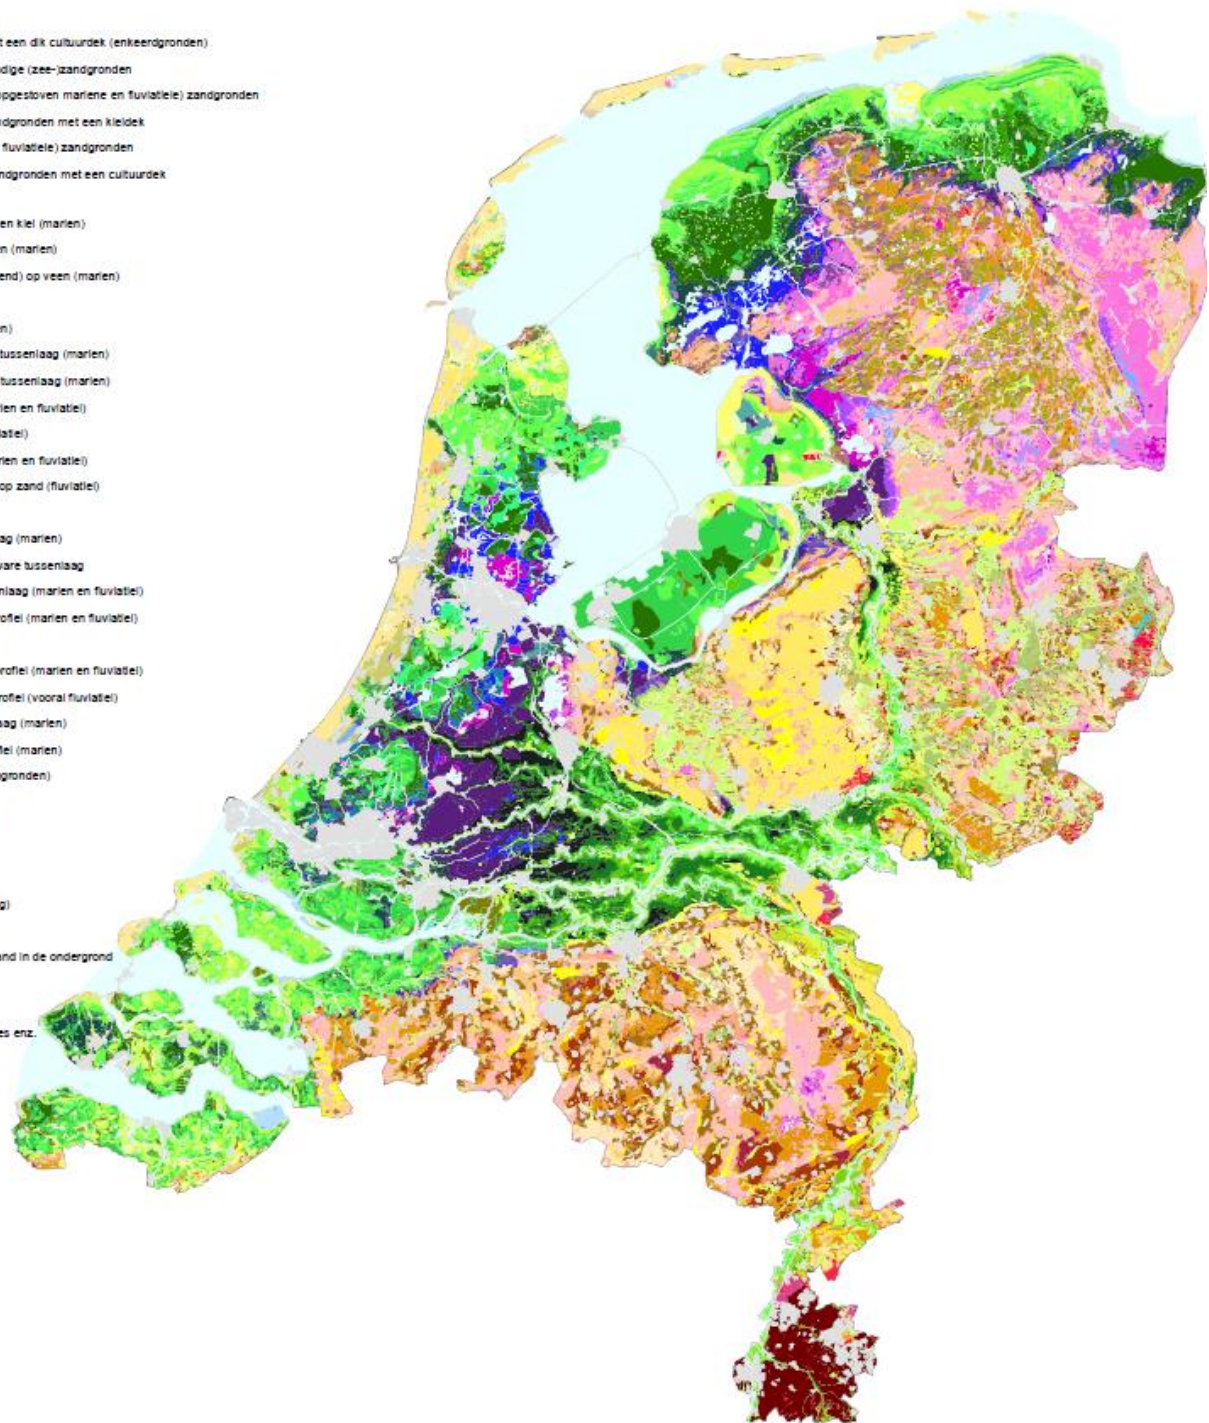 t een dik cultuurdek (enkeerdgronden)
dige (zee-)zandgronden
opgestoven mariene en fluviatiele) zandgronden
ndgronden met een kleidek
fluviatiele) zandgronden
ndgronden met een cultuurdek
en klei (marien)
n (marien)
end) op veen (marien)
en)
tussenlaag (marien)
tussenlaag (marien)
ien en fluviatiel)
iatiel)
rien en fluviatiel)
op zand (fluviatiel)
ag (marien)
vare tussenlaag
nlaag (marien en fluviatiel)
ofiel (marien en fluviatiel)
rofiel (marien en fluviatiel)
rofiel (vooral fluviatiel)
aag (marien)
fiel (marien)
gronden)
g)
and in de ondergrond
es enz.